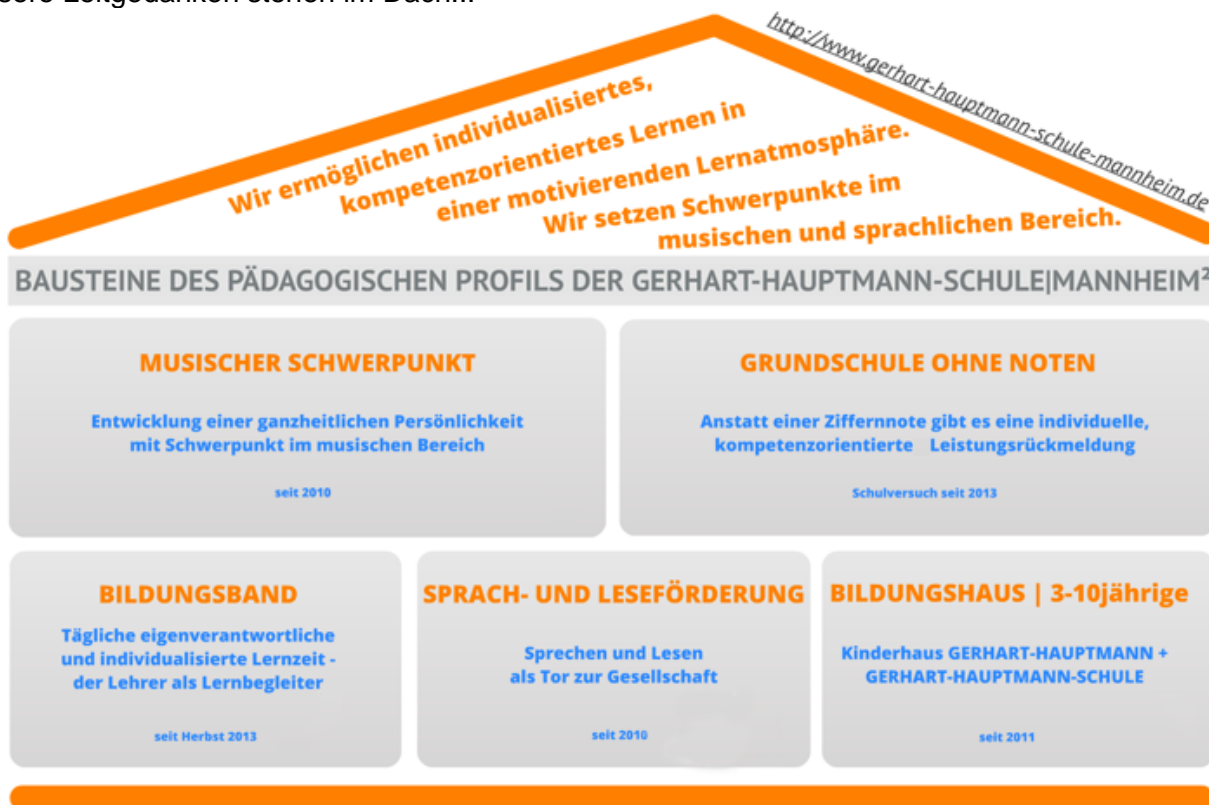 Wir ermöglichen individualisiertes,
kompetenzorientiertes Lernen in
einer motivierenden Lernatmosphäre.
Wir setzen Schwerpunkte im
musischen und sprachlichen Bereich.
http://www.gerhart-hauptmann-schule-mannheim.de
BAUSTEINE DES PÄDAGOGISCHEN PROFILS DER GERHART-HAUPTMANN-SCHULE|MANNHEIM²
MUSISCHER SCHWERPUNKT
Entwicklung einer ganzheitlichen Persönlichkeit
mit Schwerpunkt im musischen Bereich
seit 2010
GRUNDSCHULE OHNE NOTEN
Anstatt einer Ziffernnote gibt es eine individuelle,
kompetenzorientierte Leistungsrückmeldung
Schulversuch seit 2013
BILDUNGSBAND
Tägliche eigenverantwortliche
und individualisierte Lernzeit -
der Lehrer als Lernbegleiter
seit Herbst 2013
SPRACH- UND LESEFÖRDERUNG
Sprechen und Lesen
als Tor zur Gesellschaft
seit 2010
BILDUNGSHAUS | 3-10jährige
Kinderhaus GERHART-HAUPTMANN +
GERHART-HAUPTMANN-SCHULE
seit 2011